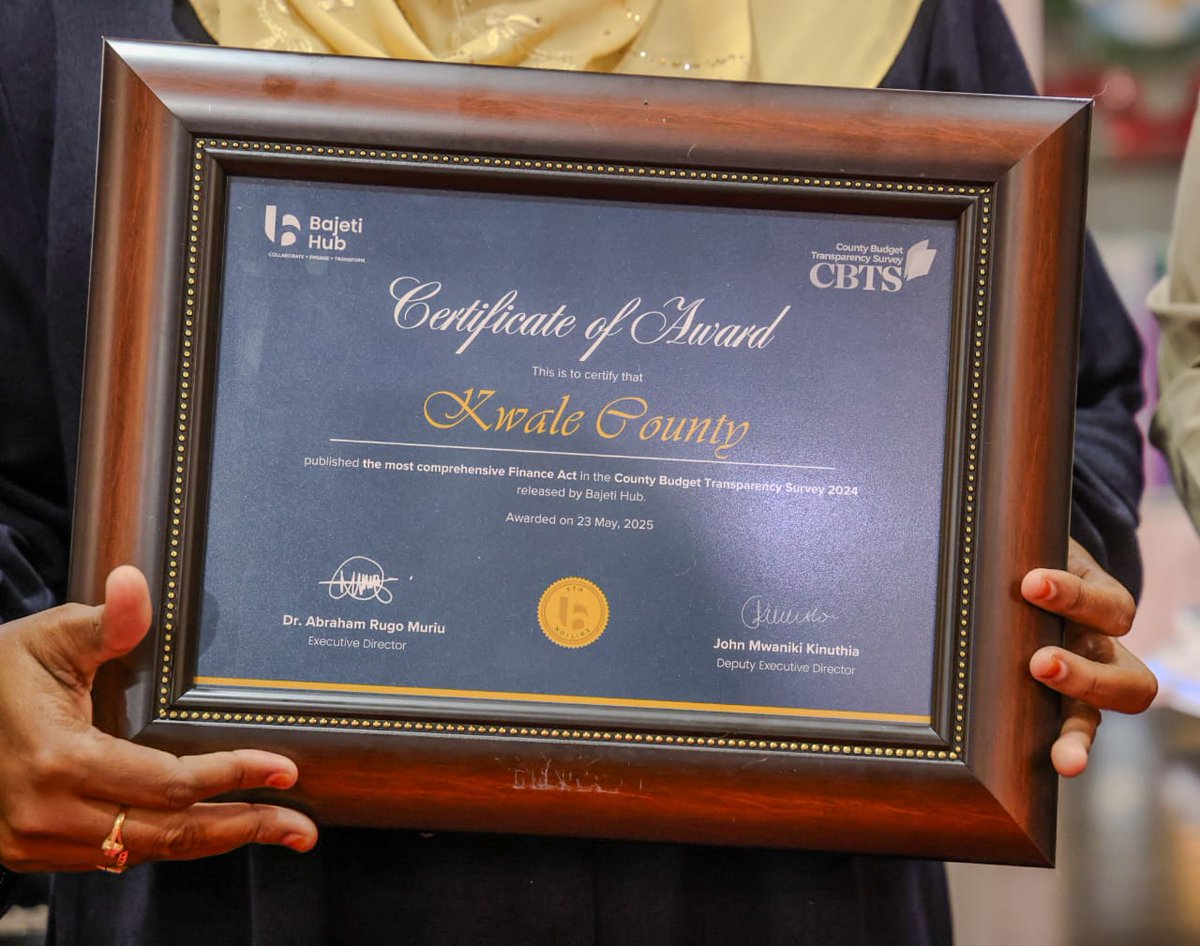 Bajeti
Hub
COLLABORATE • ENGAGE • TRANSFORM
County Budget
Transparency Survey
CBTS
Certificate of Award
This is to certify that
Kwale County
published the most comprehensive Finance Act in the County Budget Transparency Survey 2024
released by Bajeti Hub.
Awarded on 23 May, 2025
Dr. Abraham Rugo Muriu
Executive Director
5TH
EDITION
John Mwaniki Kinuthia
Deputy Executive Director